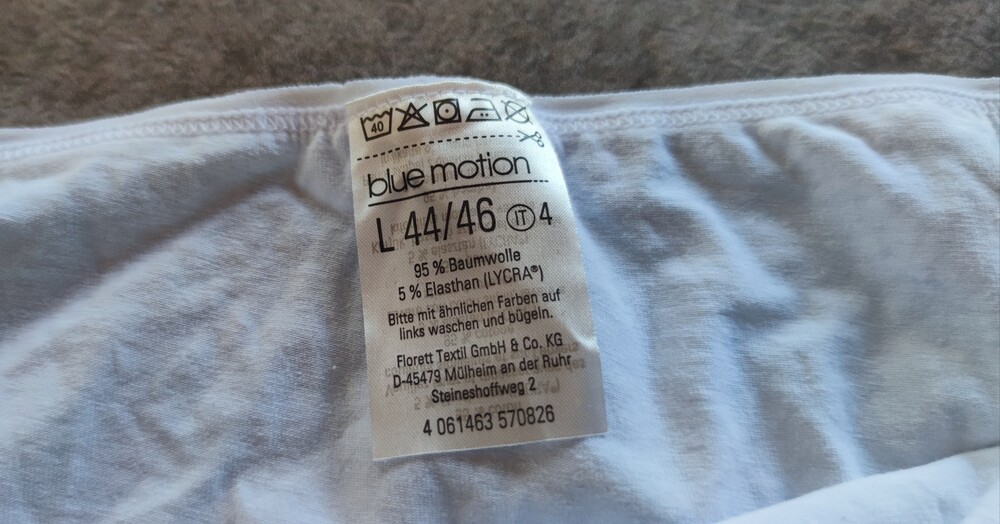 40
blue motion
L 44/46 IT 4
95 % Baumwolle
5 % Elasthan (LYCRA®)
Bitte mit ähnlichen Farben auf
links waschen und bügeln.
Florett Textil GmbH & Co. KG
D-45479 Mülheim an der Ruhr
Steineshoffweg 2
4 061463 570826